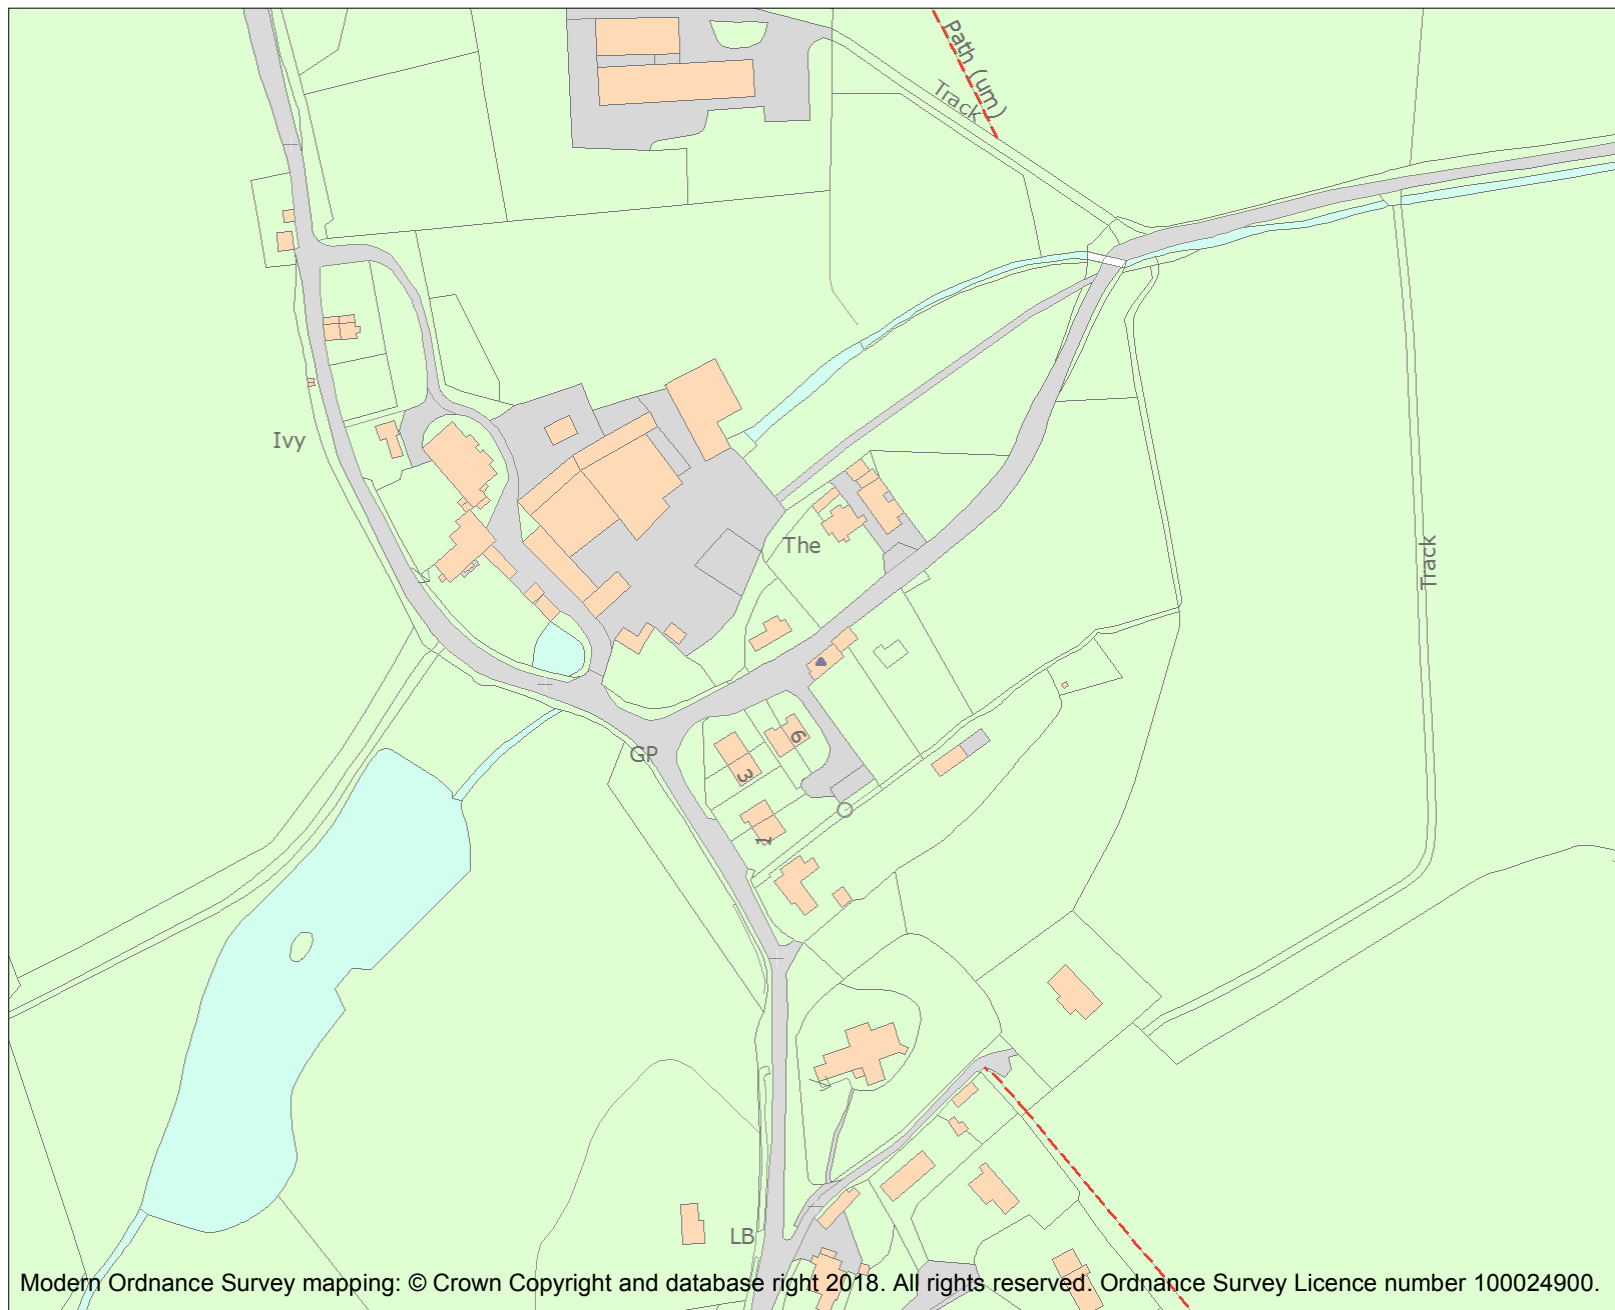 Path (um)
Track
Ivy
The
Track
6
GP
3
1
LB
Modern Ordnance Survey mapping: © Crown Copyright and database right 2018. All rights reserved. Ordnance Survey Licence number 100024900.